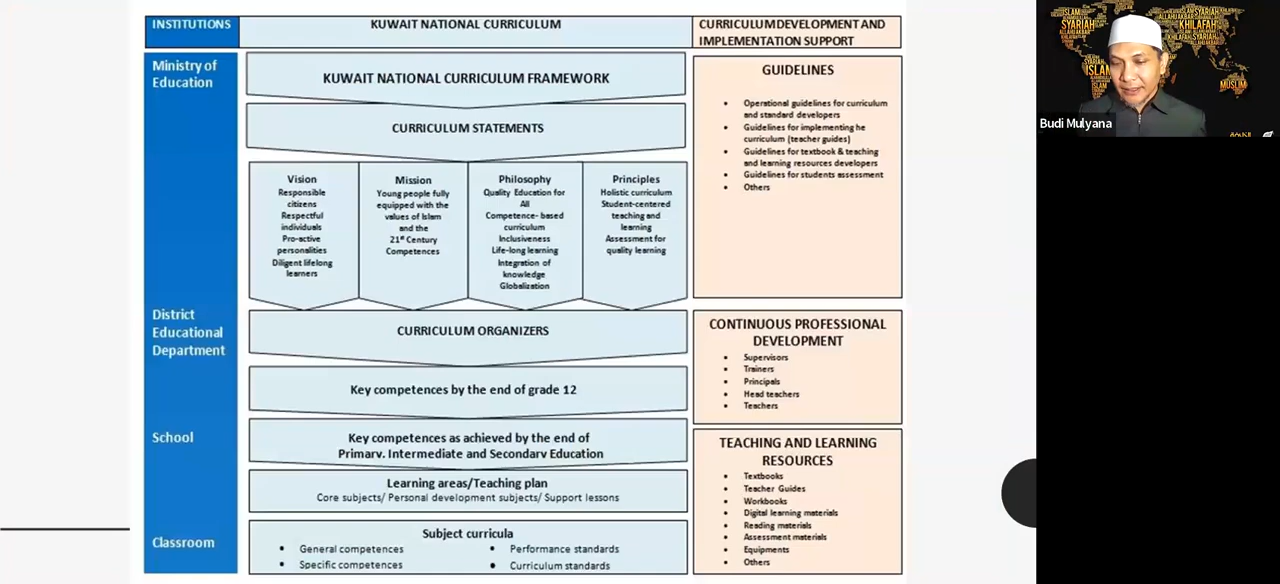 INSTITUTIONS
KUWAIT NATIONAL CURRICULUM
CURRICULUM DEVELOPMENT AND
IMPLEMENTATION SUPPORT
Ministry of
Education
KUWAIT NATIONAL CURRICULUM FRAMEWORK
CURRICULUM STATEMENTS
Vision
Responsible
citizens
Respectful
individuals
Pro-active
personalities
Diligent lifelong
learners
Mission
Young people fully
equipped with the
values of Islam
and the
21st Century
Competences
Philosophy
Quality Education for
All
Competence- based
curriculum
Inclusiveness
Life-long learning
Integration of
knowledge
Globalization
Principles
Holistic curriculum
Student-centered
teaching and
learning
Assessment for
quality learning
GUIDELINES
• Operational guidelines for curriculum
and standard developers
• Guidelines for implementing he
curriculum (teacher guides)
• Guidelines for textbook & teaching
and learning resources developers
• Guidelines for students assessment
• Others
District
Educational
Department
CURRICULUM ORGANIZERS
Key competences by the end of grade 12
CONTINUOUS PROFESSIONAL
DEVELOPMENT
• Supervisors
• Trainers
• Principals
• Head teachers
• Teachers
School
Key competences as achieved by the end of
Primary, Intermediate and Secondary Education
Learning areas/Teaching plan
Core subjects/ Personal development subjects/ Support lessons
TEACHING AND LEARNING
RESOURCES
• Textbooks
• Teacher Guides
• Workbooks
• Digital learning materials
• Reading materials
• Assessment materials
• Equipments
• Others
Classroom
Subject curricula
• General competences
• Specific competences
• Performance standards
• Curriculum standards
ISLAM
SYARIAH
ALLAHU AKBAR
KHILAFAH
SYARIAH
ISLAM
MUSLIM
Budi Mulyana